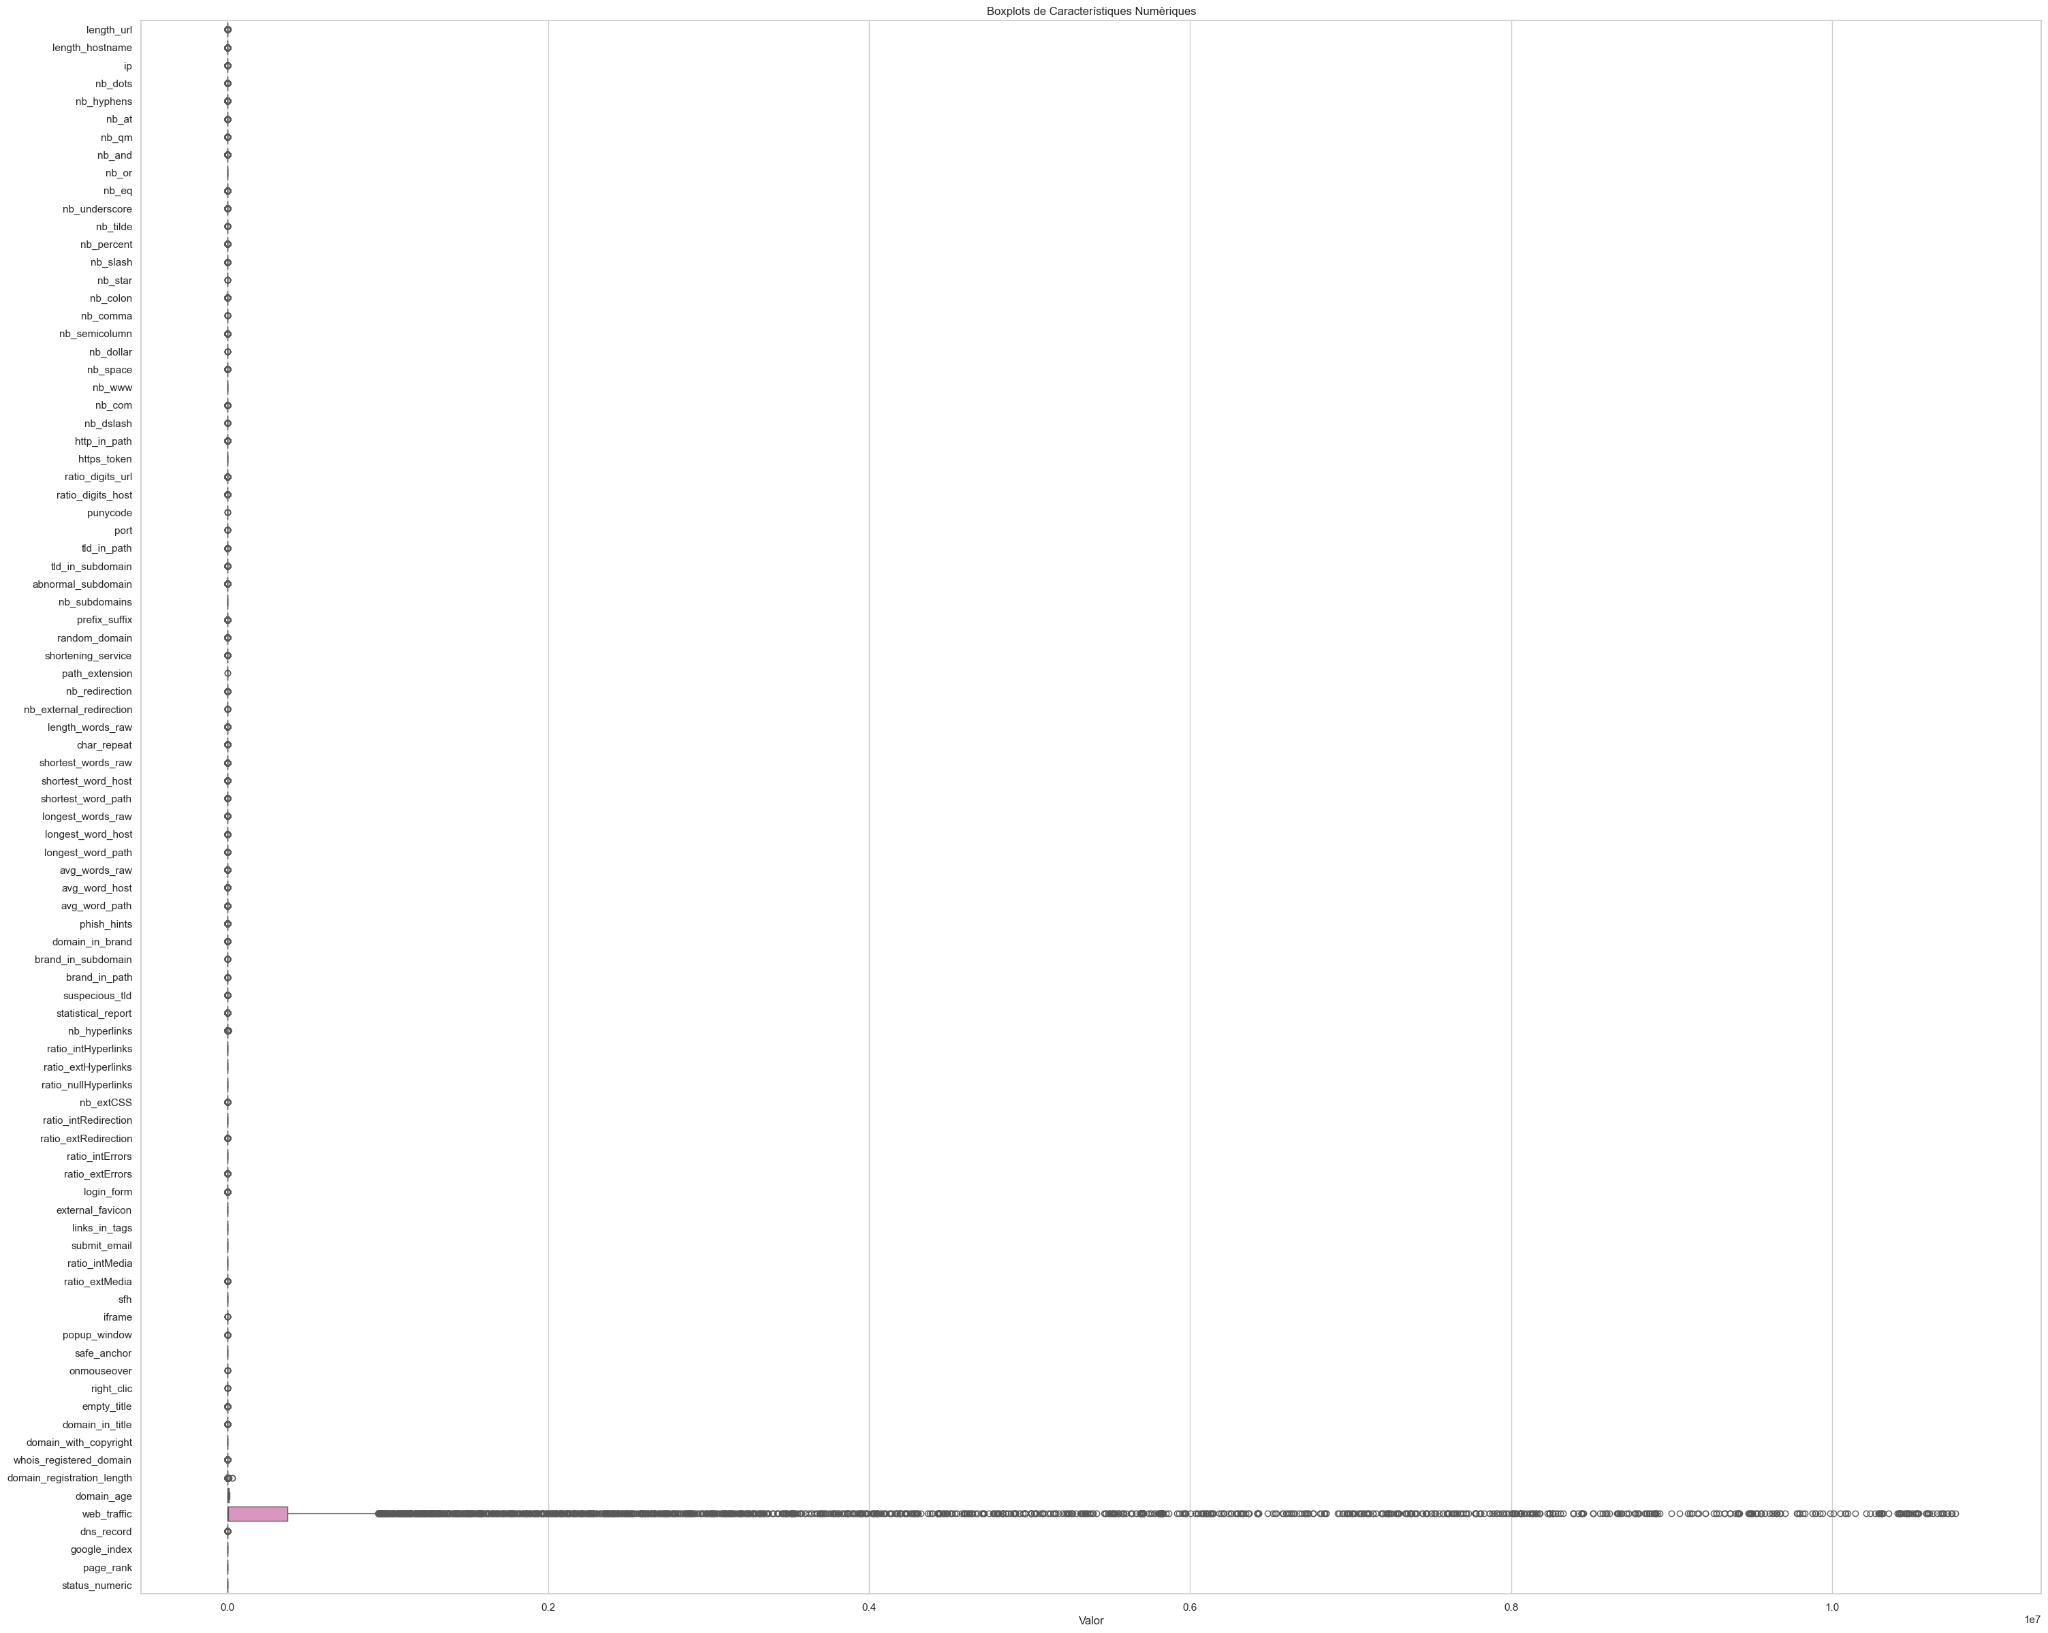 Boxplots de Característiques Numèriques
length_url
length_hostname
ip
nb_dots
nb_hyphens
nb_at
nb_qm
nb_and
nb_or
nb_eq
nb_underscore
nb_tilde
nb_percent
nb_slash
nb_star
nb_colon
nb_comma
nb_semicolumn
nb_dollar
nb_space
nb_www
nb_com
nb_dslash
http_in_path
https_token
ratio_digits_url
ratio_digits_host
punycode
port
tld_in_path
tld_in_subdomain
abnormal_subdomain
nb_subdomains
prefix_suffix
random_domain
shortening_service
path_extension
nb_redirection
nb_external_redirection
length_words_raw
char_repeat
shortest_words_raw
shortest_word_host
shortest_word_path
longest_words_raw
longest_word_host
longest_word_path
avg_words_raw
avg_word_host
avg_word_path
phish_hints
domain_in_brand
brand_in_subdomain
brand_in_path
suspecious_tld
statistical_report
nb_hyperlinks
ratio_intHyperlinks
ratio_extHyperlinks
ratio_nullHyperlinks
nb_extCSS
ratio_intRedirection
ratio_extRedirection
ratio_intErrors
ratio_extErrors
login_form
external_favicon
links_in_tags
submit_email
ratio_intMedia
ratio_extMedia
sfh
iframe
popup_window
safe_anchor
onmouseover
right_clic
empty_title
domain_in_title
domain_with_copyright
whois_registered_domain
domain_registration_length
domain_age
web_traffic
dns_record
google_index
page_rank
status_numeric
0.0 0.2 0.4 0.6 0.8 1.0
Valor
1e7